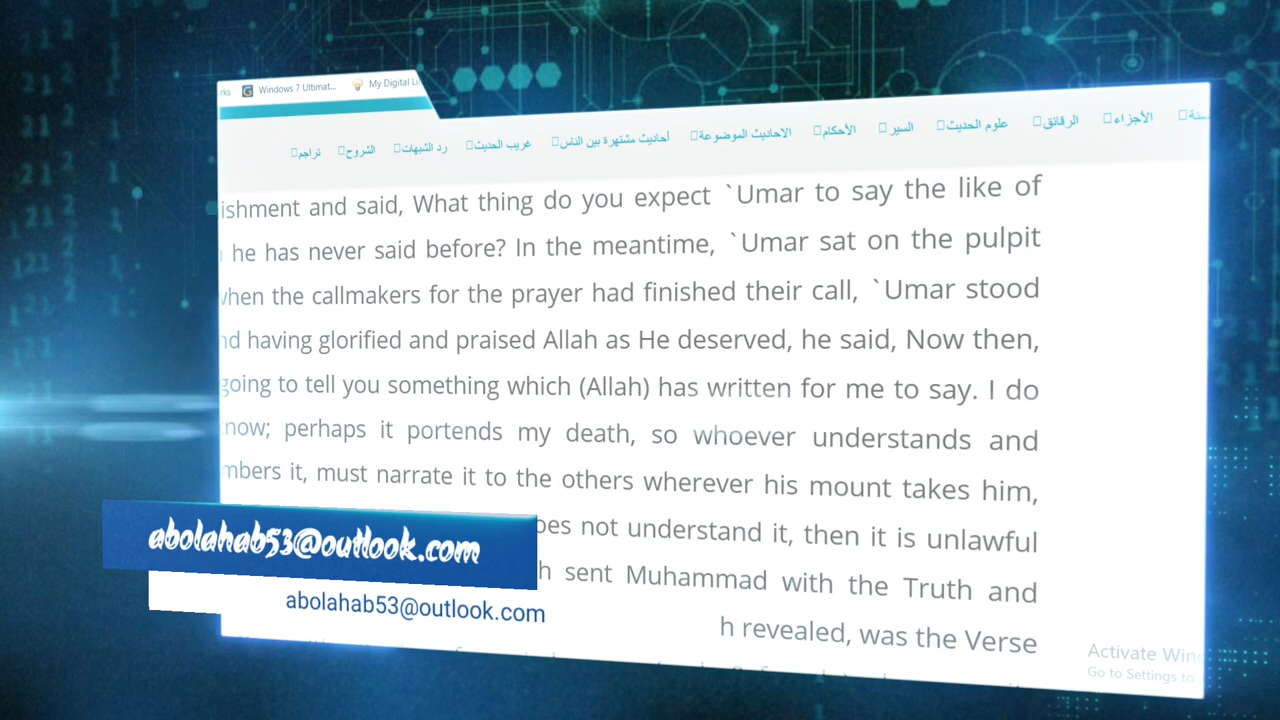 rks Windows 7 Ultimat... My Digital Li
تراجم الشروح رد الشبهات غريب الحديث أحاديث مشتهرة بين الناس الاحاديث الموضوعة الأحكام السير علوم الحديث الرقائق الأجزاء
ishment and said, What thing do you expect `Umar to say the like of
he has never said before? In the meantime, `Umar sat on the pulpit
when the callmakers for the prayer had finished their call, `Umar stood
nd having glorified and praised Allah as He deserved, he said, Now then,
going to tell you something which (Allah) has written for me to say. I do
now; perhaps it portends my death, so whoever understands and
mbers it, must narrate it to the others wherever his mount takes him,
oes not understand it, then it is unlawful
h sent Muhammad with the Truth and
h revealed, was the Verse
abolahab53@outlook.com
abolahab53@outlook.com
Activate Win
Go to Settings to